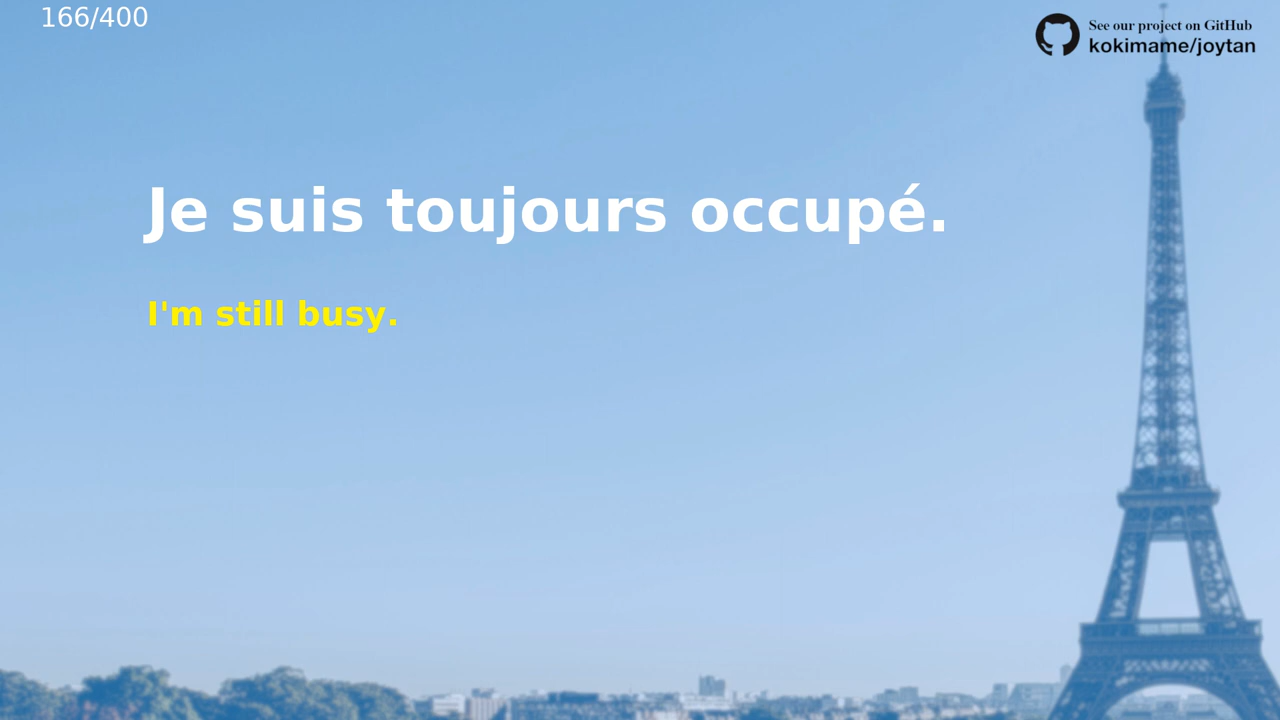 166/400
See our project on GitHub
kokimame/joytan
Je suis toujours occupé.
I'm still busy.